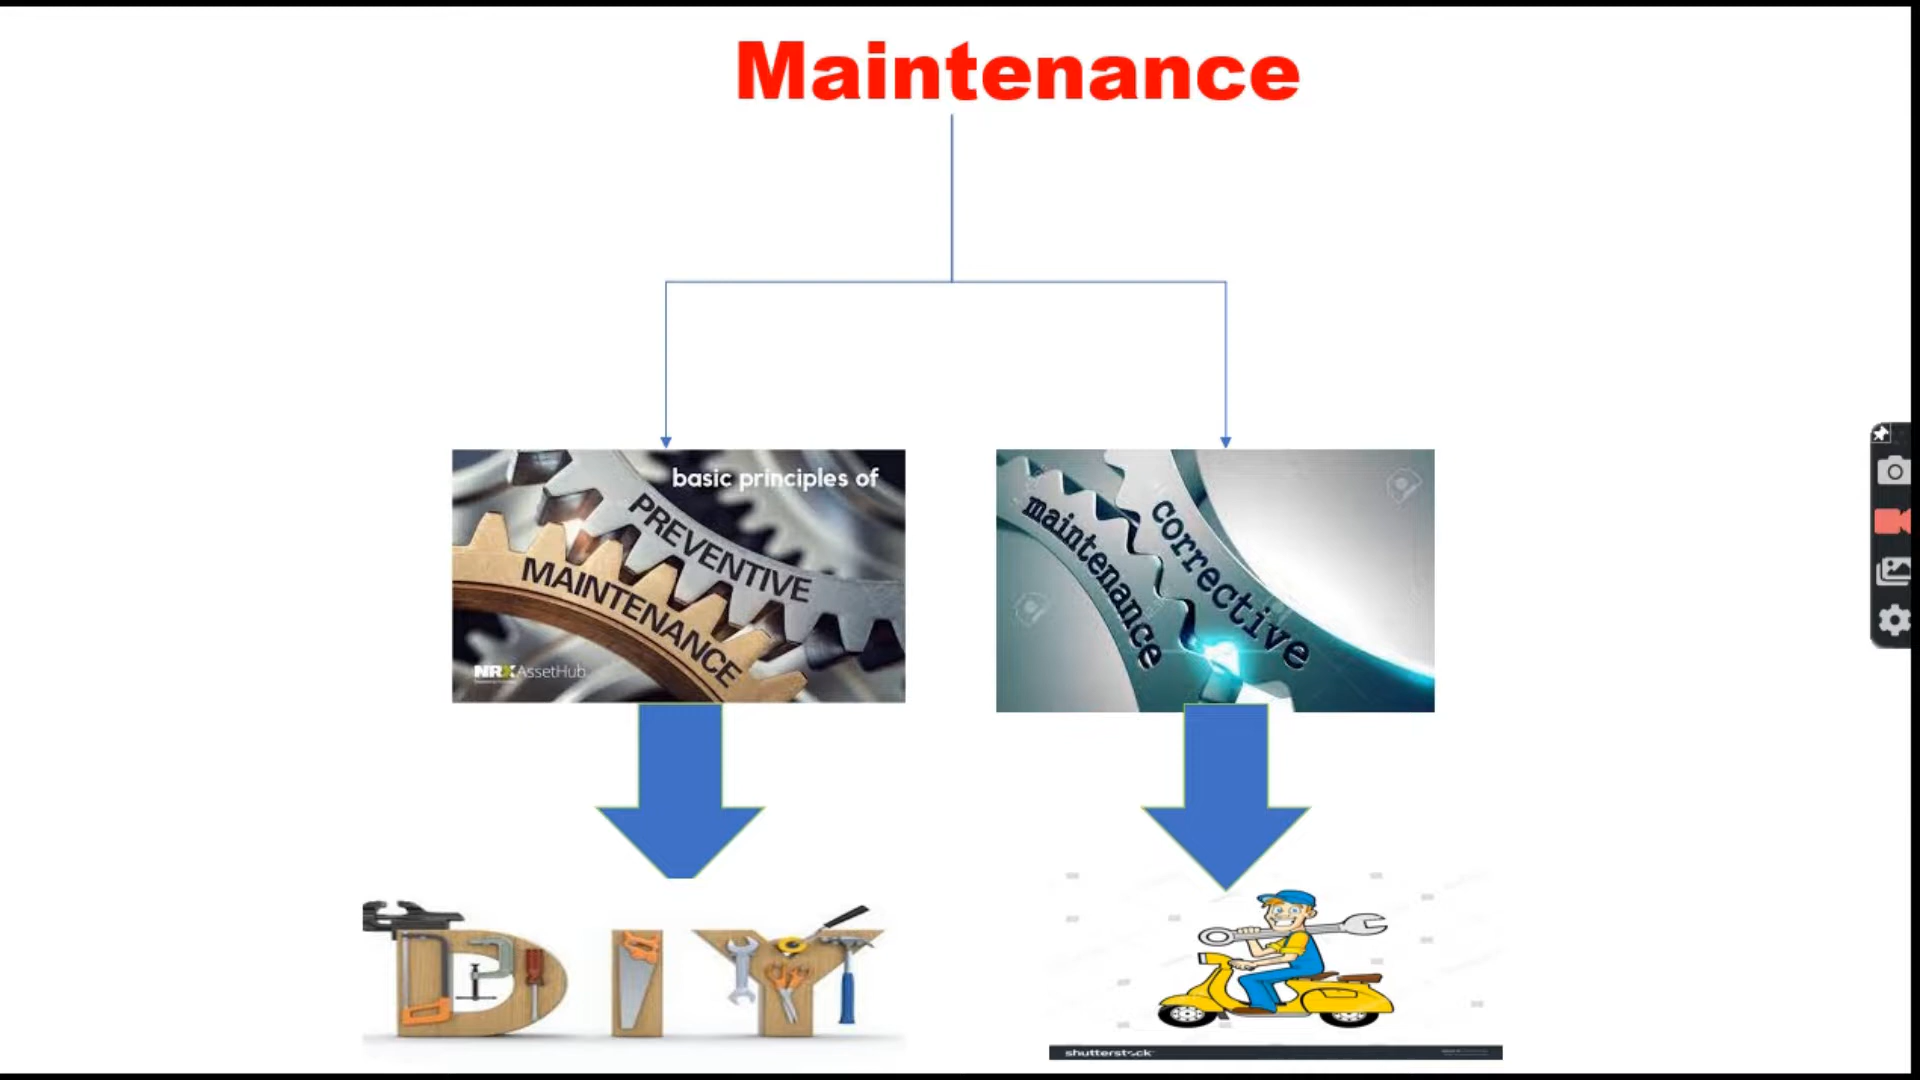 Maintenance
basic principles of
PREVENTIVE
MAINTENANCE
NRX AssetHub
maintenance
corrective
DIY
shutterstock